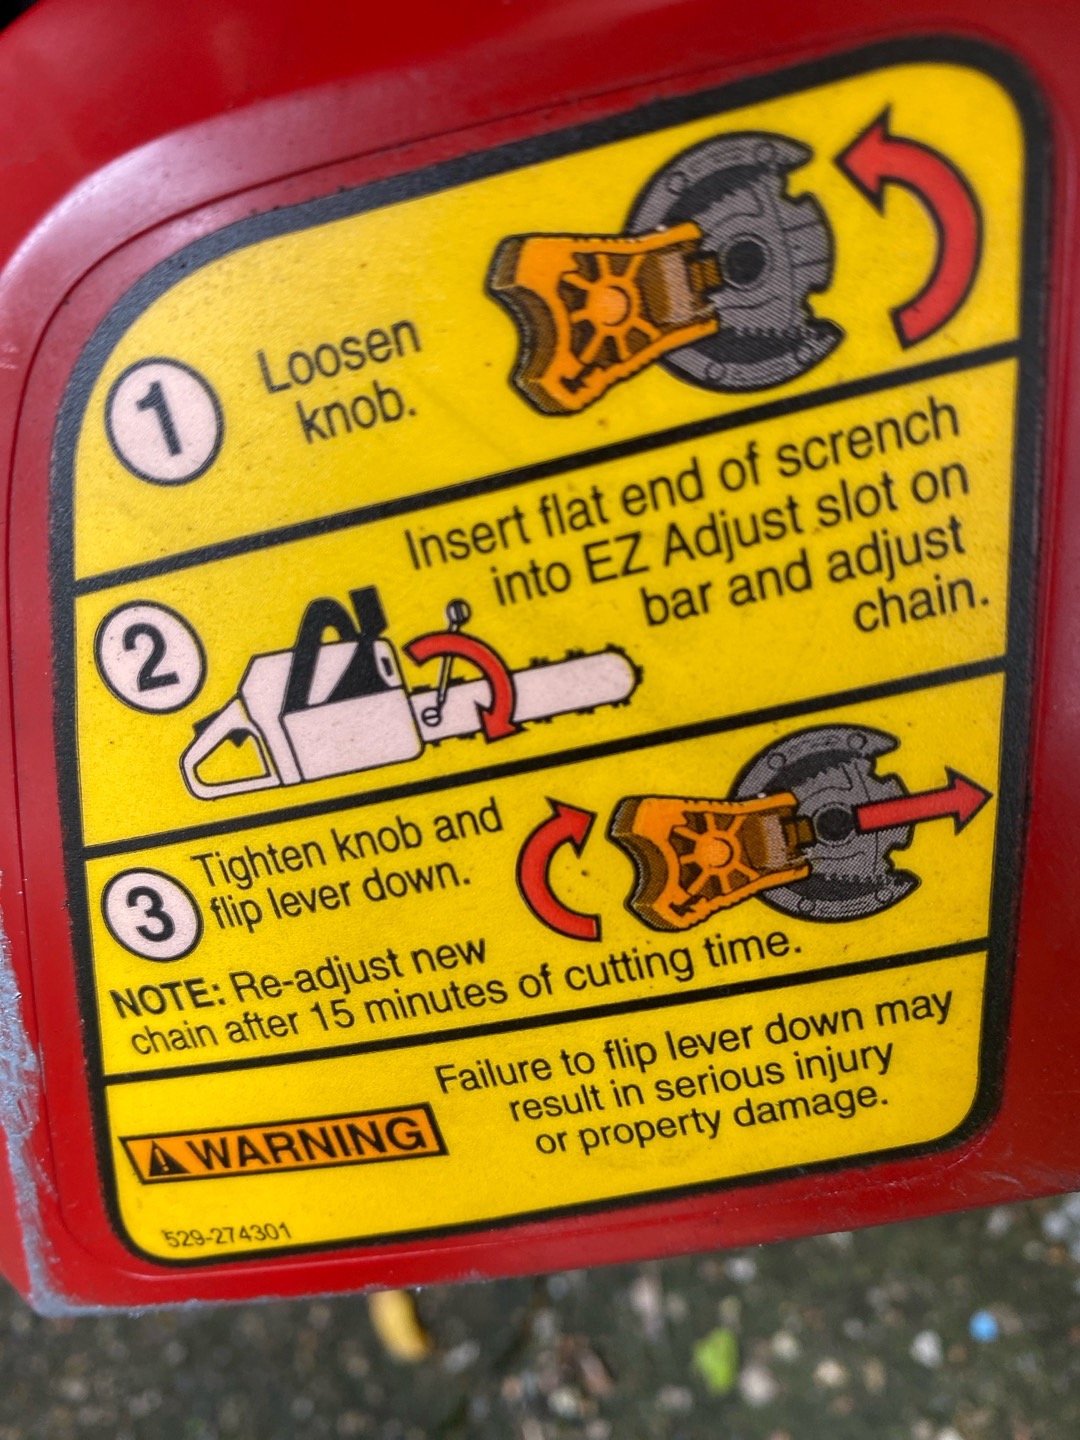 1
Loosen
knob.
2
Insert flat end of scrench
into EZ Adjust slot on
bar and adjust
chain.
3
Tighten knob and
flip lever down.
NOTE: Re-adjust new
chain after 15 minutes of cutting time.
WARNING
Failure to flip lever down may
result in serious injury
or property damage.
529-274301